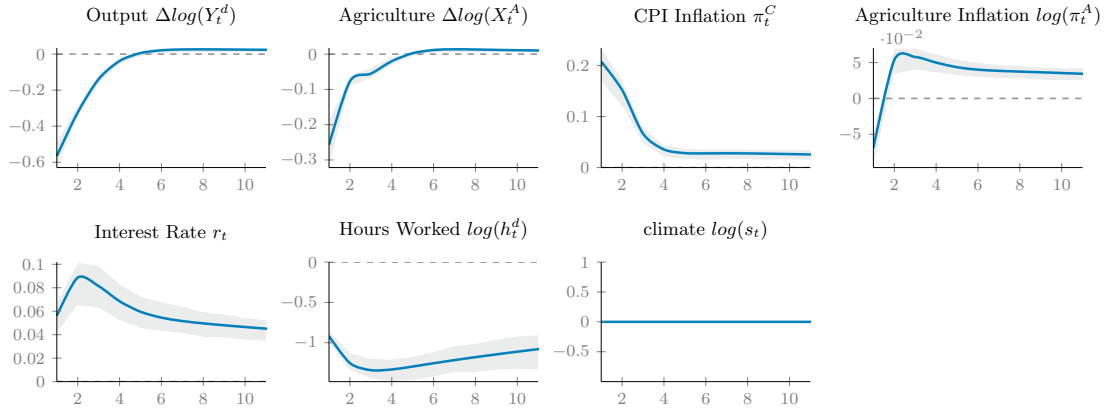 Output Δlog(Y_t^d)
0
−0.2
−0.4
−0.6
2 4 6 8 10
Agriculture Δlog(X_t^A)
0
−0.1
−0.2
−0.3
2 4 6 8 10
CPI Inflation π_t^C
0.2
0.1
0
2 4 6 8 10
Agriculture Inflation log(π_t^A)
·10−2
5
0
−5
2 4 6 8 10
Interest Rate r_t
0.1
0.08
0.06
0.04
0.02
0
2 4 6 8 10
Hours Worked log(h_t^d)
0
−0.5
−1
2 4 6 8 10
climate log(s_t)
1
0.5
0
−0.5
2 4 6 8 10